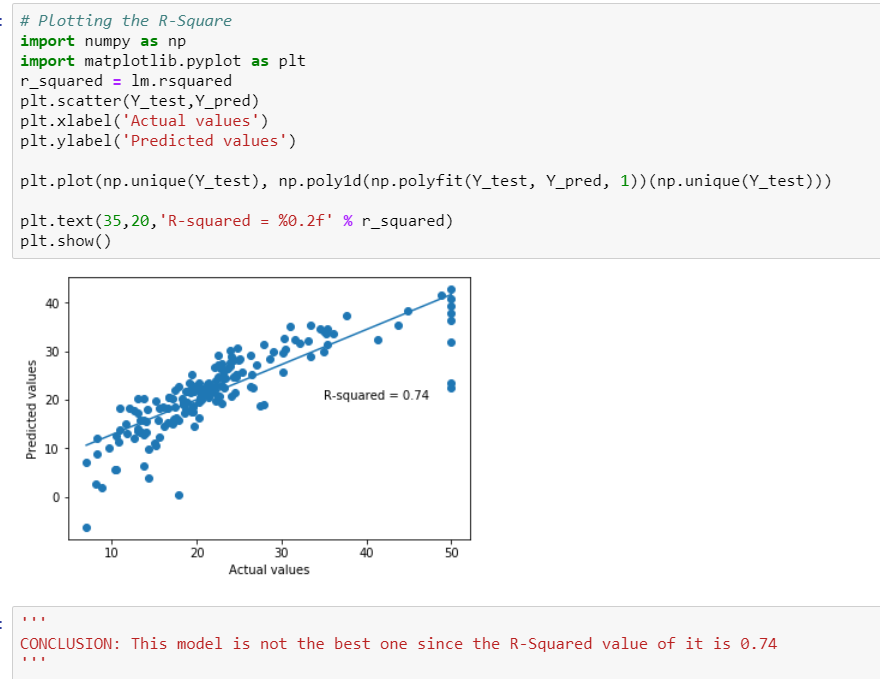 # Plotting the R-Square
import numpy as np
import matplotlib.pyplot as plt
r_squared = lm.rsquared
plt.scatter(Y_test,Y_pred)
plt.xlabel('Actual values')
plt.ylabel('Predicted values')
plt.plot(np.unique(Y_test), np.poly1d(np.polyfit(Y_test, Y_pred, 1))(np.unique(Y_test)))
plt.text(35,20,'R-squared = %0.2f' % r_squared)
plt.show()
40
30
20
10
0
Predicted values
R-squared = 0.74
10 20 30 40 50
Actual values
'''
CONCLUSION: This model is not the best one since the R-Squared value of it is 0.74
'''